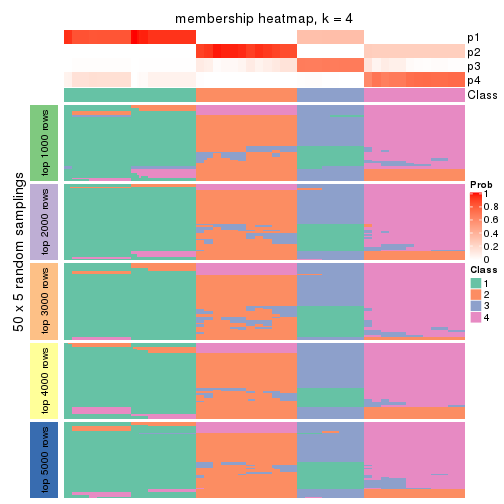 membership heatmap, k = 4
p1
p2
p3
p4
Class
50 x 5 random samplings
top 1000 rows
top 2000 rows
top 3000 rows
top 4000 rows
top 5000 rows
Prob
1
0.8
0.6
0.4
0.2
0
Class
1
2
3
4